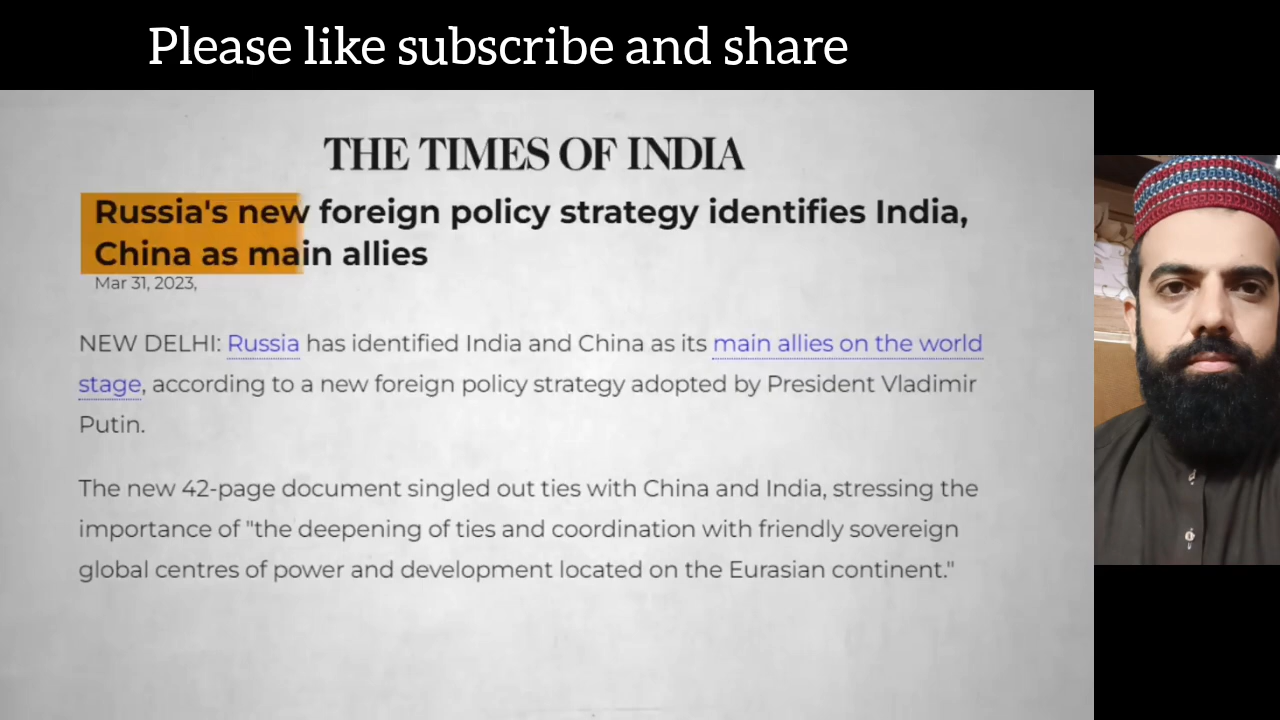 Please like subscribe and share
THE TIMES OF INDIA
Russia's new foreign policy strategy identifies India,
China as main allies
Mar 31, 2023,
NEW DELHI: Russia has identified India and China as its main allies on the world
stage, according to a new foreign policy strategy adopted by President Vladimir
Putin.
The new 42-page document singled out ties with China and India, stressing the
importance of "the deepening of ties and coordination with friendly sovereign
global centres of power and development located on the Eurasian continent."